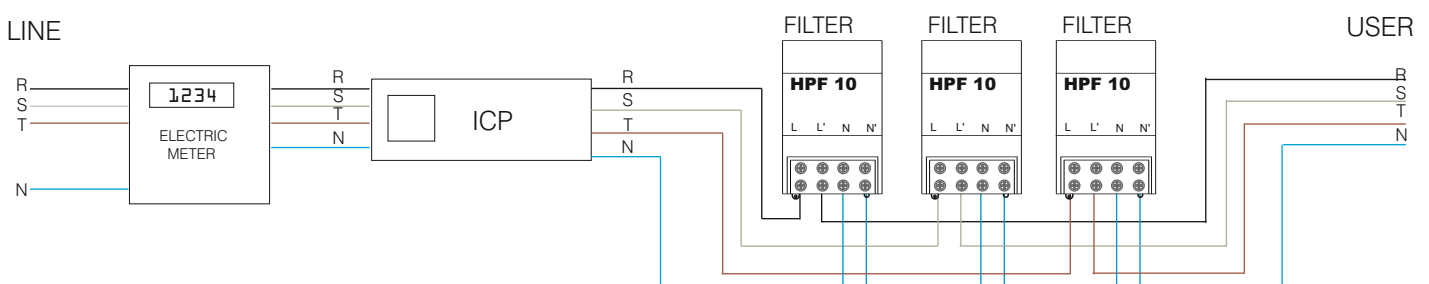 LINE
FILTER
FILTER
FILTER
USER
R
S
T
N
1234
ELECTRIC
METER
R
S
T
N
ICP
R
S
T
N
HPF 10
L L' N N'
HPF 10
L L' N N'
HPF 10
L L' N N'
R
S
T
N